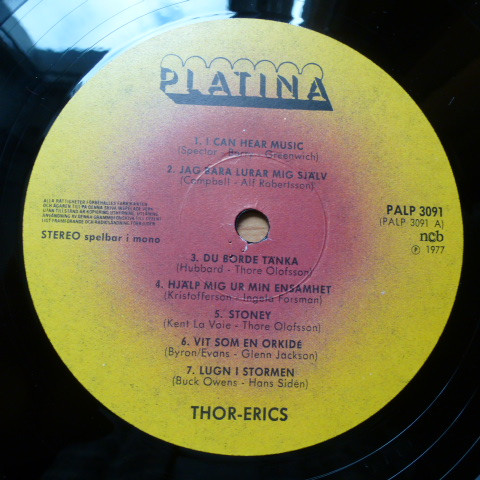 PLATINA
1. I CAN HEAR MUSIC
(Spector - Barry - Greenwich)
2. JAG BARA LURAR MIG SJÄLV
(Campbell - Alf Robertsson)
STEREO spelbar i mono
PALP 3091
(PALP 3091 A)
ncb
Ⓟ 1977
3. DU BORDE TÄNKA
(Hubbard - Thore Olofsson)
4. HJÄLP MIG UR MIN ENSAMHET
(Kristofferson - Ingela Forsman)
5. STONEY
(Kent La Voie - Thore Olofsson)
6. VIT SOM EN ORKIDÉ
(Byron/Evans - Glenn Jackson)
7. LUGN I STORMEN
(Buck Owens - Hans Sidén)
THOR-ERICS